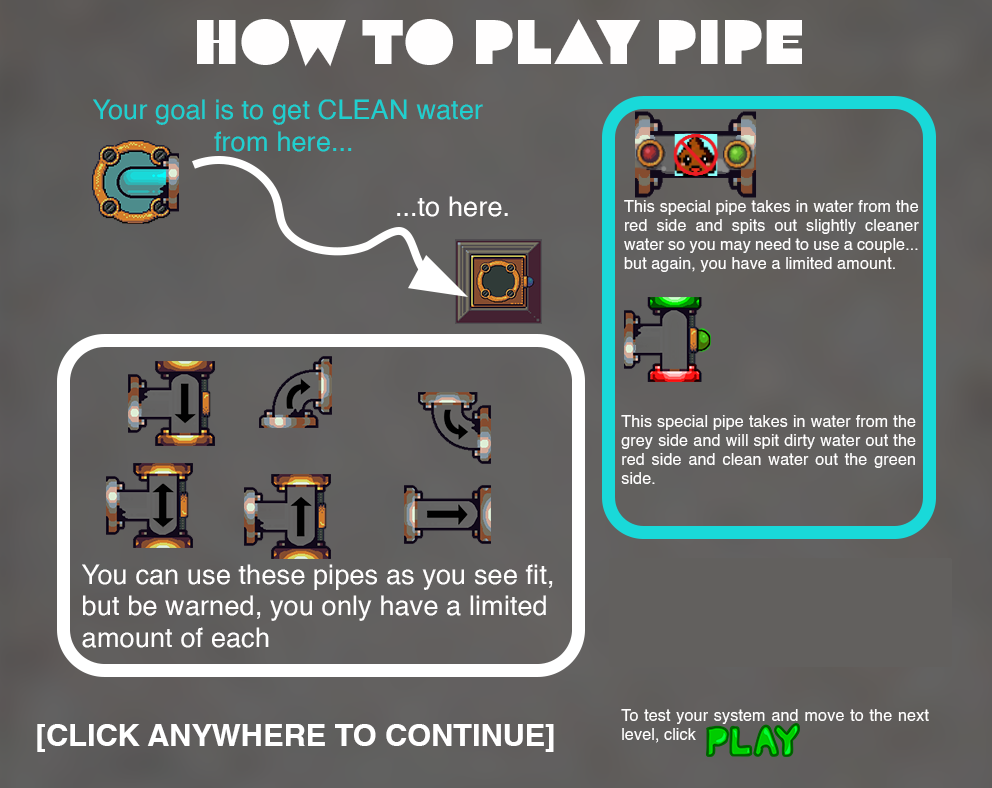 HOW TO PLAY PIPE
Your goal is to get CLEAN water
from here...
...to here.
This special pipe takes in water from the
red side and spits out slightly cleaner
water so you may need to use a couple...
but again, you have a limited amount.
This special pipe takes in water from the
grey side and will spit dirty water out the
red side and clean water out the green
side.
You can use these pipes as you see fit,
but be warned, you only have a limited
amount of each
[CLICK ANYWHERE TO CONTINUE]
To test your system and move to the next
level, click PLAY